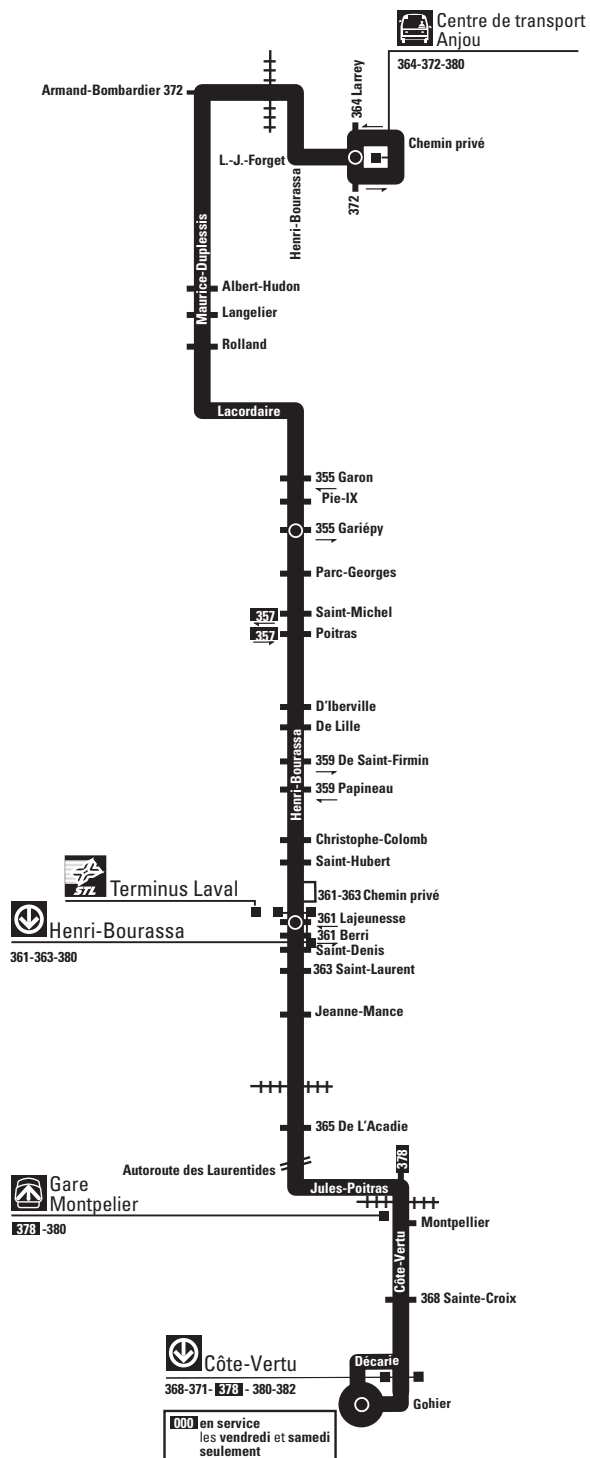 Centre de transport
Anjou
364-372-380
364 Larrey
Armand-Bombardier 372
Chemin privé
L.-J.-Forget
Henri-Bourassa
372
Maurice-Duplessis
Albert-Hudon
Langelier
Rolland
Lacordaire
355 Garon
Pie-IX
355 Gariépy
Parc-Georges
357 Saint-Michel
357 Poitras
D'Iberville
De Lille
Henri-Bourassa
359 De Saint-Firmin
359 Papineau
Christophe-Colomb
Saint-Hubert
STL Terminus Laval
361-363 Chemin privé
361 Lajeunesse
Henri-Bourassa
361 Berri
Saint-Denis
361-363-380
363 Saint-Laurent
Jeanne-Mance
365 De L'Acadie
Autoroute des Laurentides
378
Jules-Poitras
Gare
Montpelier
378 -380
Montpellier
Côte-Vertu
368 Sainte-Croix
Côte-Vertu
Décarie
368-371- 378 - 380-382
Gohier
000 en service
les vendredi et samedi
seulement